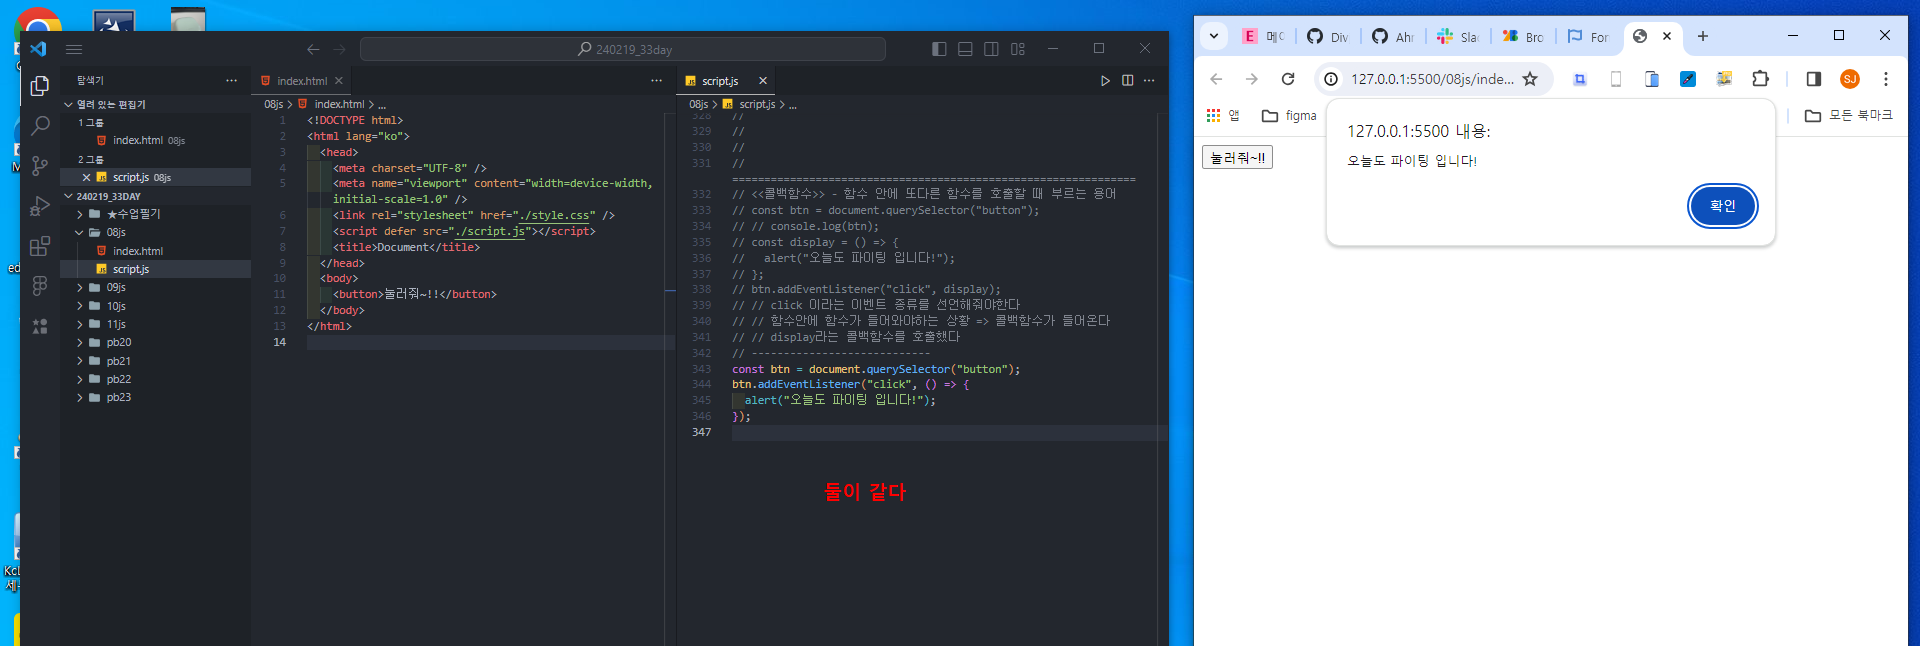 240219_33day
탐색기
열려 있는 편집기
1 그룹
index.html 08js
2 그룹
script.js 08js
240219_33DAY
★수업필기
08js
index.html
script.js
09js
10js
11js
pb20
pb21
pb22
pb23
index.html
08js > index.html > ...
1 <!DOCTYPE html>
2 <html lang="ko">
3 <head>
4 <meta charset="UTF-8" />
5 <meta name="viewport" content="width=device-width,
initial-scale=1.0" />
6 <link rel="stylesheet" href="./style.css" />
7 <script defer src="./script.js"></script>
8 <title>Document</title>
9 </head>
10 <body>
11 <button>눌러줘~!!</button>
12 </body>
13 </html>
14
script.js
08js > script.js > ...
328 //
329 //
330 //
331 //
===============================================================
332 // <<콜백함수>> - 함수 안에 또다른 함수를 호출할 때 부르는 용어
333 // const btn = document.querySelector("button");
334 // // console.log(btn);
335 // const display = () => {
336 //   alert("오늘도 파이팅 입니다!");
337 // };
338 // btn.addEventListener("click", display);
339 // // click 이라는 이벤트 종류를 선언해줘야한다
340 // // 함수안에 함수가 들어와야하는 상황 => 콜백함수가 들어온다
341 // // display라는 콜백함수를 호출했다
342 // ----------------------------
343 const btn = document.querySelector("button");
344 btn.addEventListener("click", () => {
345 alert("오늘도 파이팅 입니다!");
346 });
347
둘이 같다
Div
Ahr
Slac
Bro
For
127.0.0.1:5500/08js/inde...
SJ
앱
figma
모든 북마크
눌러줘~!!
127.0.0.1:5500 내용:
오늘도 파이팅 입니다!
확인